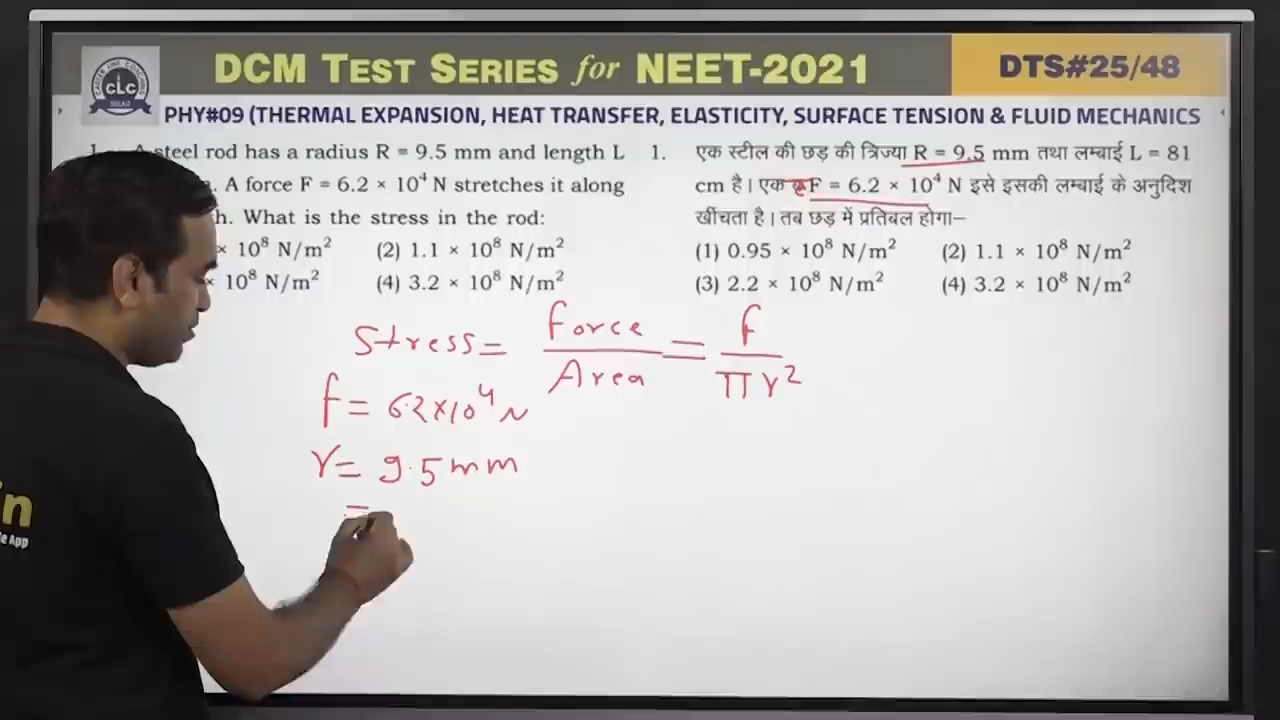 DCM TEST SERIES for NEET-2021
DTS#25/48
CLC
PHY#09 (THERMAL EXPANSION, HEAT TRANSFER, ELASTICITY, SURFACE TENSION & FLUID MECHANICS
steel rod has a radius R = 9.5 mm and length L
. A force F = 6.2 × 10⁴ N stretches it along
h. What is the stress in the rod:
× 10⁸ N/m² (2) 1.1 × 10⁸ N/m²
× 10⁸ N/m² (4) 3.2 × 10⁸ N/m²
1. एक स्टील की छड़ की त्रिज्या R = 9.5 mm तथा लम्बाई L = 81
cm है। एक F = 6.2 × 10⁴ N इसे इसकी लम्बाई के अनुदिश
खींचता है। तब छड़ में प्रतिबल होगा–
(1) 0.95 × 10⁸ N/m² (2) 1.1 × 10⁸ N/m²
(3) 2.2 × 10⁸ N/m² (4) 3.2 × 10⁸ N/m²
Stress = Force / Area = f / πr²
f = 6.2×10⁴ N
r = 9.5 mm
=
in
e App